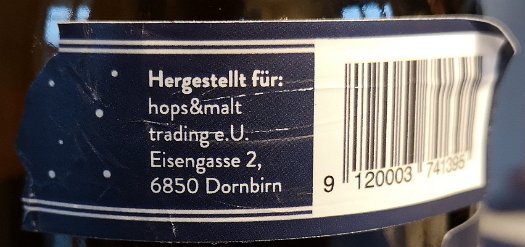 Hergestellt für:
hops&malt
trading e.U.
Eisengasse 2,
6850 Dornbirn
9 120003 741395